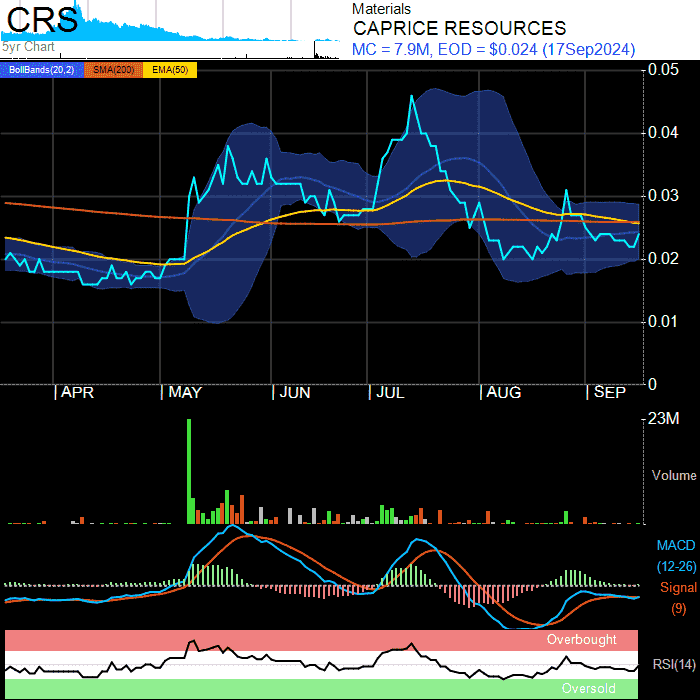 CRS
5yr Chart
Materials
CAPRICE RESOURCES
MC = 7.9M, EOD = $0.024 (17Sep2024)
BollBands(20,2) SMA(200) EMA(50)
0.05
0.04
0.03
0.02
0.01
0
APR MAY JUN JUL AUG SEP
23M
Volume
MACD
(12-26)
Signal
(9)
Overbought
RSI(14)
Oversold